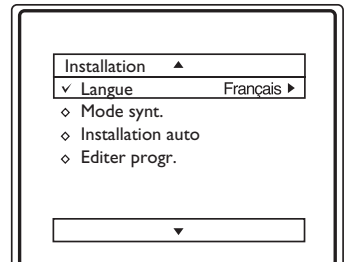 Installation
Langue Français
Mode synt.
Installation auto
Editer progr.